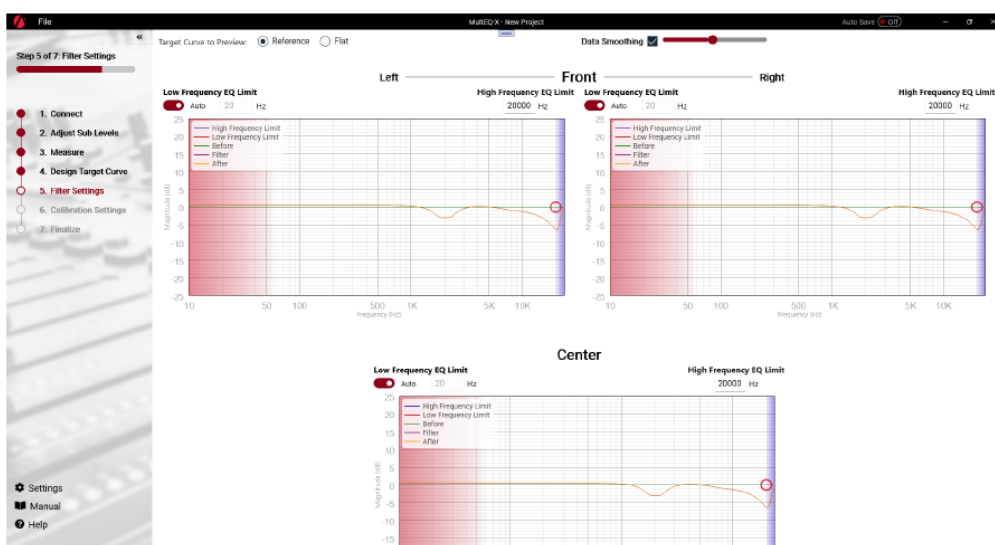 File
MultEQ-X - New Project
Auto Save Off
Step 5 of 7: Filter Settings
Target Curve to Preview: Reference Flat
Data Smoothing
1. Connect
2. Adjust Sub Levels
3. Measure
4. Design Target Curve
5. Filter Settings
6. Calibration Settings
7. Finalize
Settings
Manual
Help
Left Front Right
Low Frequency EQ Limit High Frequency EQ Limit
Auto 20 Hz 20000 Hz
High Frequency Limit
Low Frequency Limit
Before
Filter
After
25
20
15
10
5
0
-5
-10
-15
-20
-25
Magnitude (dB)
10 50 100 500 1K 5K 10K
Frequency (Hz)
Low Frequency EQ Limit High Frequency EQ Limit
Auto 20 Hz 20000 Hz
High Frequency Limit
Low Frequency Limit
Before
Filter
After
25
20
15
10
5
0
-5
-10
-15
-20
-25
Magnitude (dB)
10 50 100 500 1K 5K 10K
Frequency (Hz)
Center
Low Frequency EQ Limit High Frequency EQ Limit
Auto 20 Hz 20000 Hz
High Frequency Limit
Low Frequency Limit
Before
Filter
After
25
20
15
10
5
0
-5
-10
-15
Magnitude (dB)